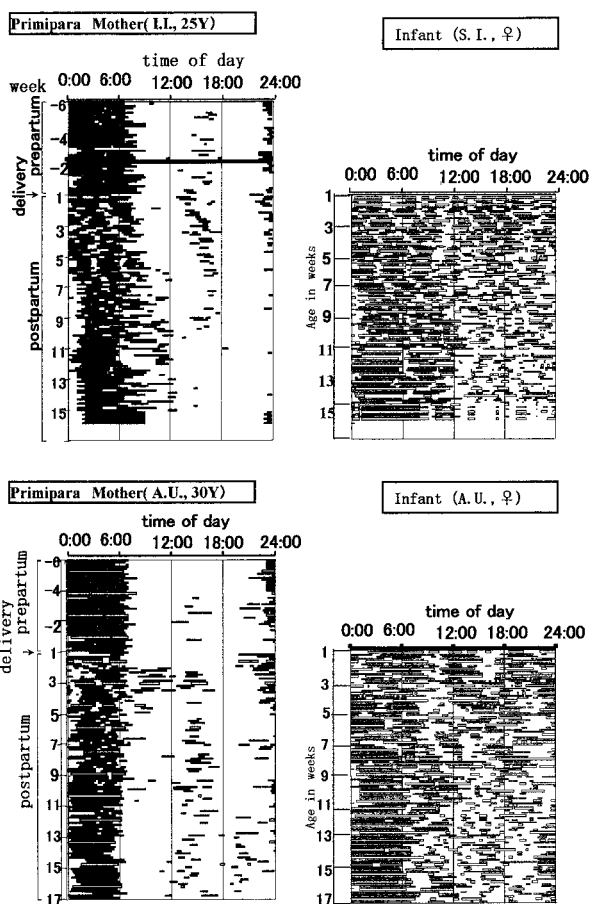 Primipara Mother( I.I., 25Y)
Infant (S. I., ♀)
time of day
week 0:00 6:00 12:00 18:00 24:00
-6
-4
-2
1
3
5
7
9
11
13
15
prepartum
delivery
postpartum
time of day
0:00 6:00 12:00 18:00 24:00
1
3
5
7
9
11
13
15
Age in weeks
Primipara Mother( A.U., 30Y)
Infant (A. U., ♀)
time of day
0:00 6:00 12:00 18:00 24:00
-4
-2
1
3
5
7
9
11
13
15
17
prepartum
delivery
postpartum
time of day
0:00 6:00 12:00 18:00 24:00
1
3
5
7
9
11
13
15
17
Age in weeks